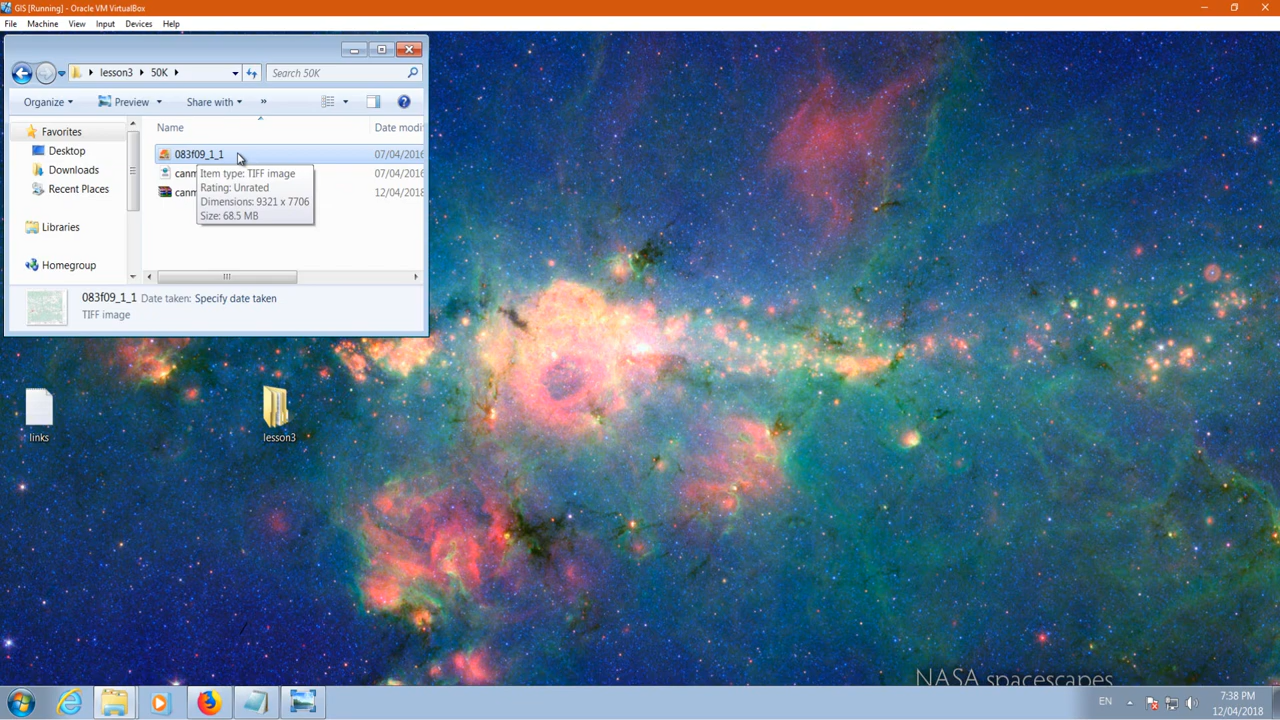 GIS [Running] - Oracle VM VirtualBox
File Machine View Input Devices Help
lesson3 50K
Search 50K
Organize Preview Share with »
Name Date modif
Favorites
Desktop
Downloads
Recent Places
Libraries
Homegroup
083f09_1_1 07/04/2016
canm 07/04/2016
canm 12/04/2018
Item type: TIFF image
Rating: Unrated
Dimensions: 9321 x 7706
Size: 68.5 MB
083f09_1_1 Date taken: Specify date taken
TIFF image
links
lesson3
NASA spacescapes
EN
7:38 PM
12/04/2018